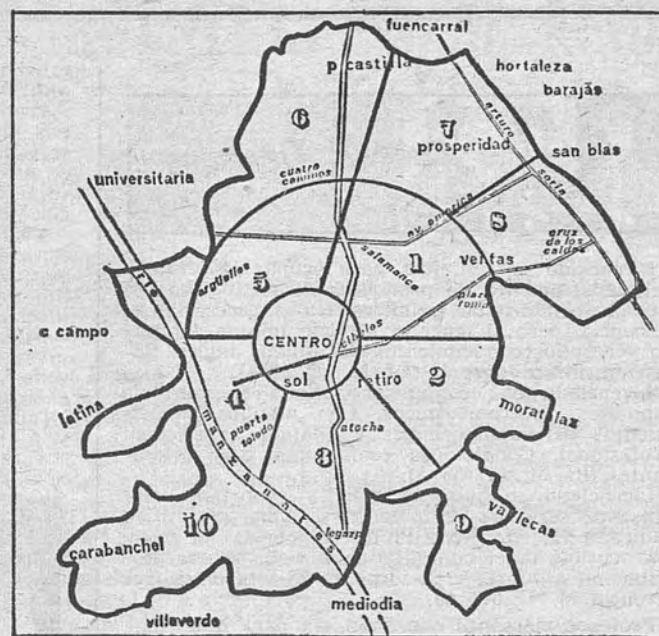 fuencarral
p. castilla
hortaleza
barajás
6
7
arturo
soria
prosperidad
san blas
cuatro
caminos
universitaria
av. america
8
cruz
de los
caidos
salamanca
1
ventas
argüelles
5
plaza
roma
rio
manzanares
c campo
CENTRO
cibeles
sol
retiro
2
4
latina
puerta
toledo
atocha
moratalaz
3
vallecas
9
10
legazpi
carabanchel
mediodia
villaverde